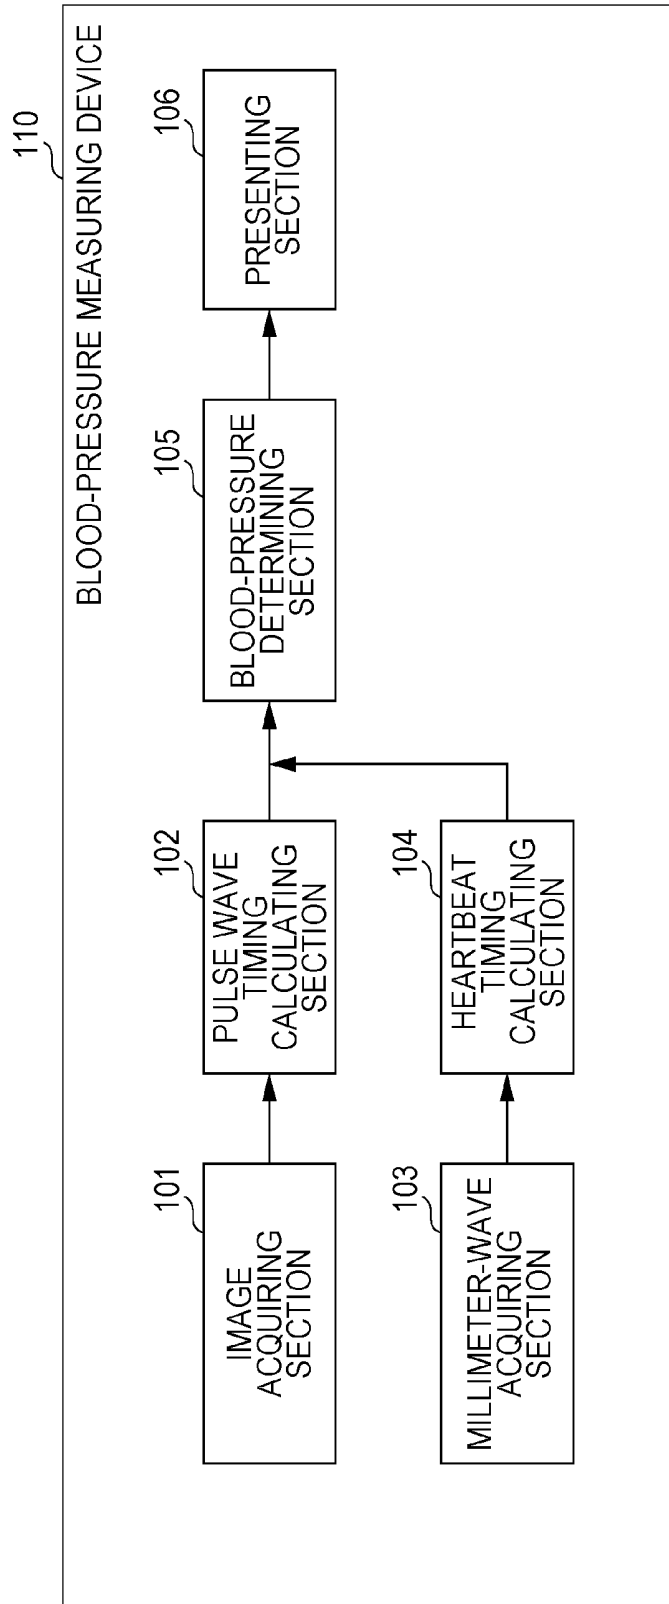 110
BLOOD-PRESSURE MEASURING DEVICE
101
IMAGE
ACQUIRING
SECTION
102
PULSE WAVE
TIMING
CALCULATING
SECTION
105
BLOOD-PRESSURE
DETERMINING
SECTION
106
PRESENTING
SECTION
103
MILLIMETER-WAVE
ACQUIRING
SECTION
104
HEARTBEAT
TIMING
CALCULATING
SECTION